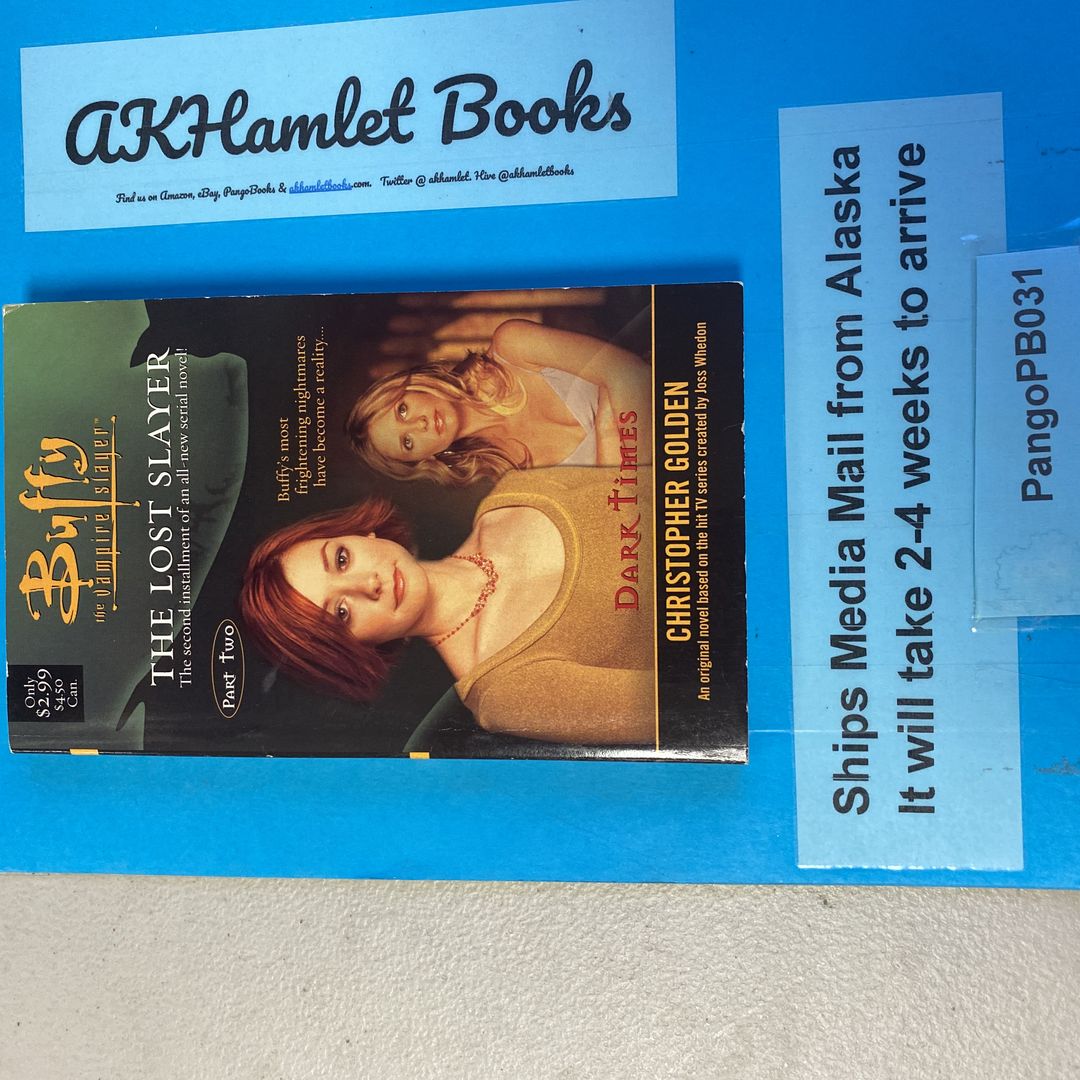 AKHamlet Books
Find us on Amazon, eBay, PangoBooks & akhamletbooks.com. Twitter @ akhamlet. Hive @akhamletbooks
Only
$2.99
$4.50
Can.
Buffy
the vampire slayer™
THE LOST SLAYER
The second installment of an all-new serial novel!
PART TWO
Buffy's most
frightening nightmares
have become a reality...
DARK TIMES
CHRISTOPHER GOLDEN
An original novel based on the hit TV series created by Joss Whedon
Ships Media Mail from Alaska
It will take 2-4 weeks to arrive
PangoPB031